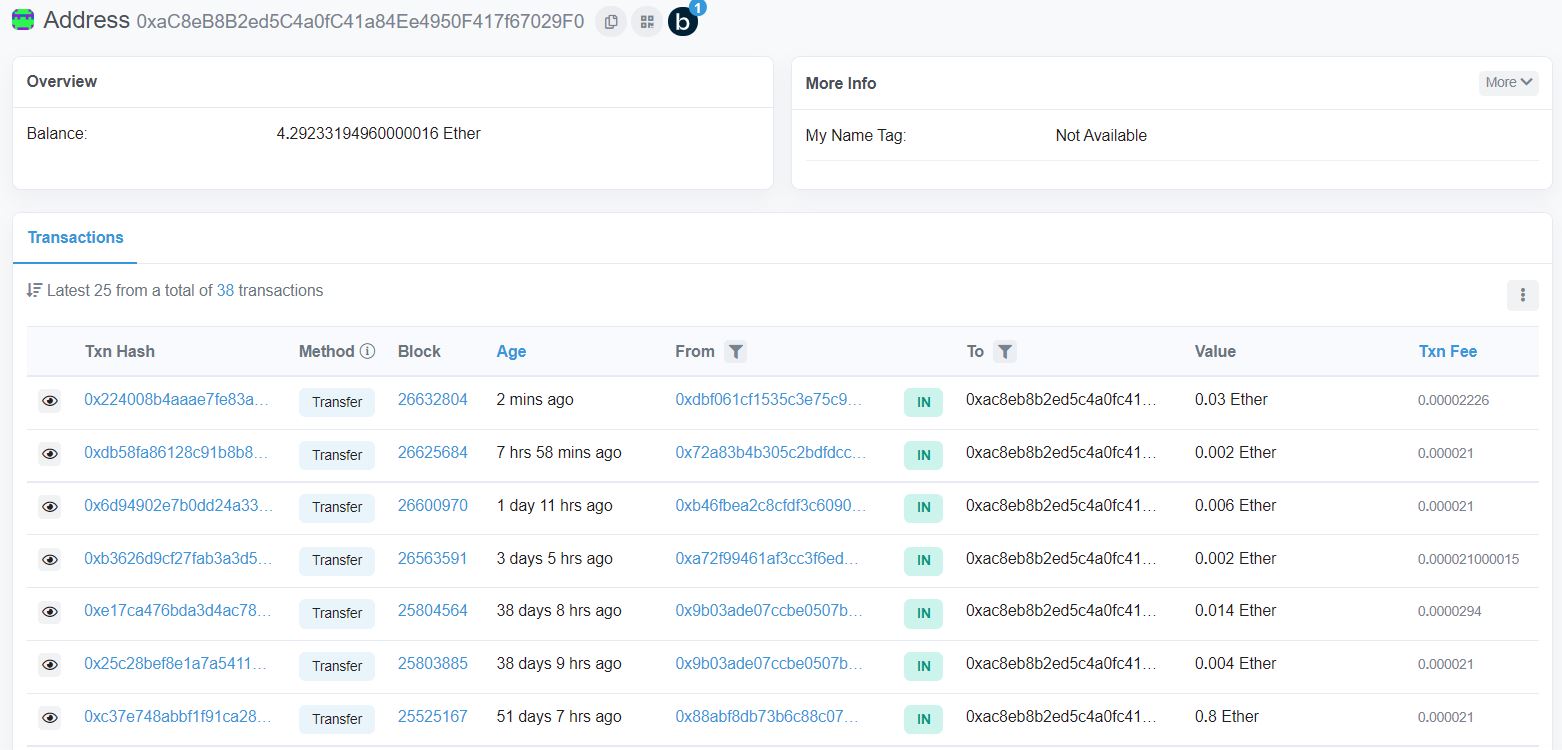 Address 0xaC8eB8B2ed5C4a0fC41a84Ee4950F417f67029F0 b 1
Overview
Balance: 4.29233194960000016 Ether
More Info More
My Name Tag: Not Available
Transactions
Latest 25 from a total of 38 transactions
Txn Hash Method Block Age From To Value Txn Fee
0x224008b4aaae7fe83a... Transfer 26632804 2 mins ago 0xdbf061cf1535c3e75c9... IN 0xac8eb8b2ed5c4a0fc41... 0.03 Ether 0.00002226
0xdb58fa86128c91b8b8... Transfer 26625684 7 hrs 58 mins ago 0x72a83b4b305c2bdfdcc... IN 0xac8eb8b2ed5c4a0fc41... 0.002 Ether 0.000021
0x6d94902e7b0dd24a33... Transfer 26600970 1 day 11 hrs ago 0xb46fbea2c8cfdf3c6090... IN 0xac8eb8b2ed5c4a0fc41... 0.006 Ether 0.000021
0xb3626d9cf27fab3a3d5... Transfer 26563591 3 days 5 hrs ago 0xa72f99461af3cc3f6ed... IN 0xac8eb8b2ed5c4a0fc41... 0.002 Ether 0.000021000015
0xe17ca476bda3d4ac78... Transfer 25804564 38 days 8 hrs ago 0x9b03ade07ccbe0507b... IN 0xac8eb8b2ed5c4a0fc41... 0.014 Ether 0.0000294
0x25c28bef8e1a7a5411... Transfer 25803885 38 days 9 hrs ago 0x9b03ade07ccbe0507b... IN 0xac8eb8b2ed5c4a0fc41... 0.004 Ether 0.000021
0xc37e748abbf1f91ca28... Transfer 25525167 51 days 7 hrs ago 0x88abf8db73b6c88c07... IN 0xac8eb8b2ed5c4a0fc41... 0.8 Ether 0.000021